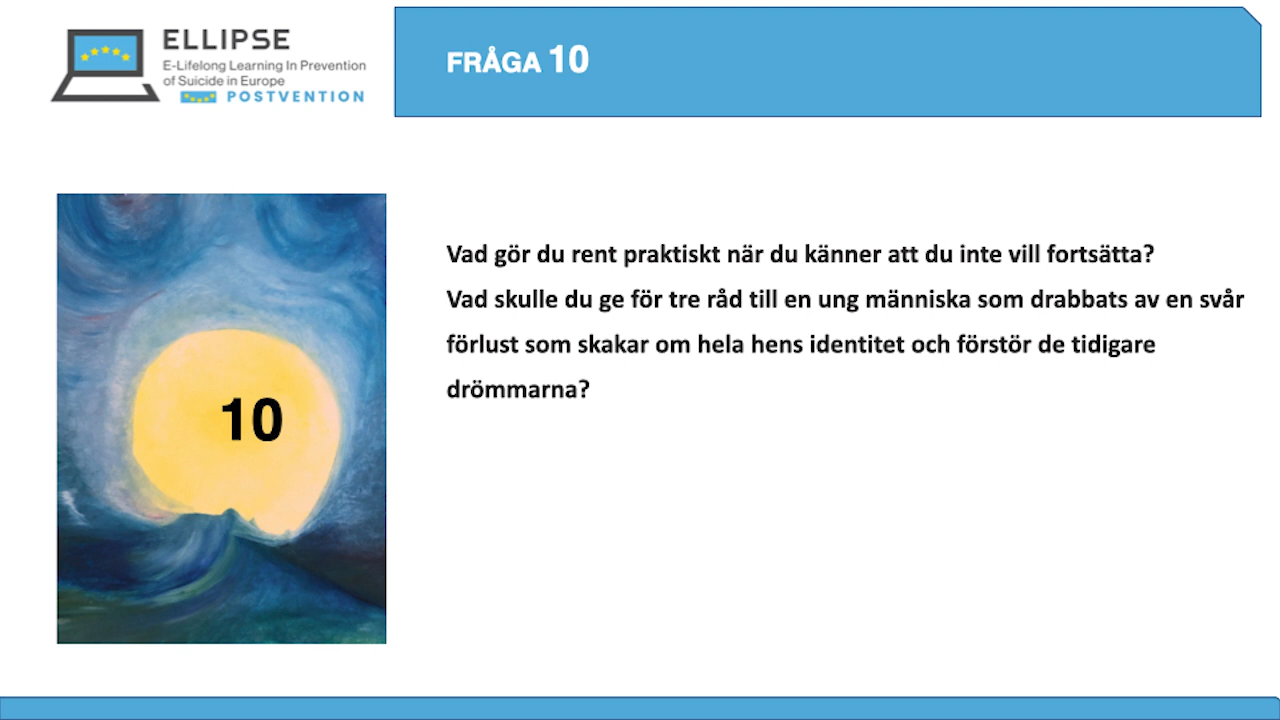 ELLIPSE
E-Lifelong Learning In Prevention
of Suicide in Europe
POSTVENTION
FRÅGA 10
10
Vad gör du rent praktiskt när du känner att du inte vill fortsätta?
Vad skulle du ge för tre råd till en ung människa som drabbats av en svår
förlust som skakar om hela hens identitet och förstör de tidigare
drömmarna?